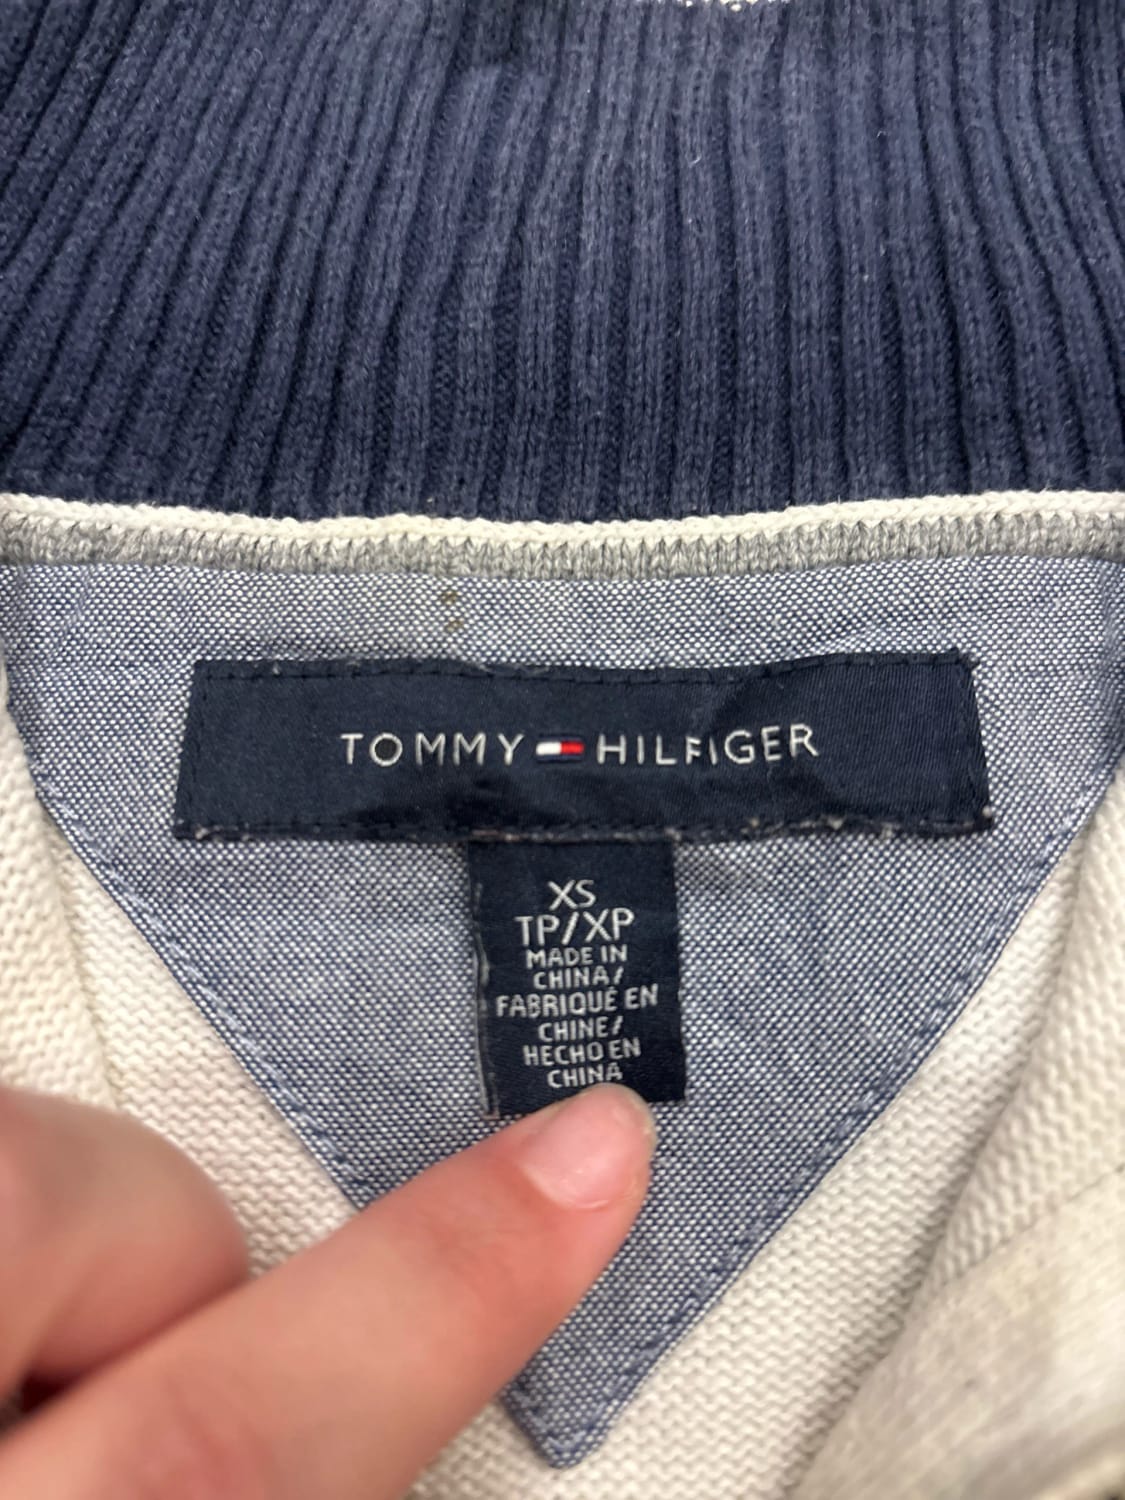 TOMMY HILFIGER
XS
TP/XP
MADE IN
CHINA/
FABRIQUÉ EN
CHINE/
HECHO EN
CHINA